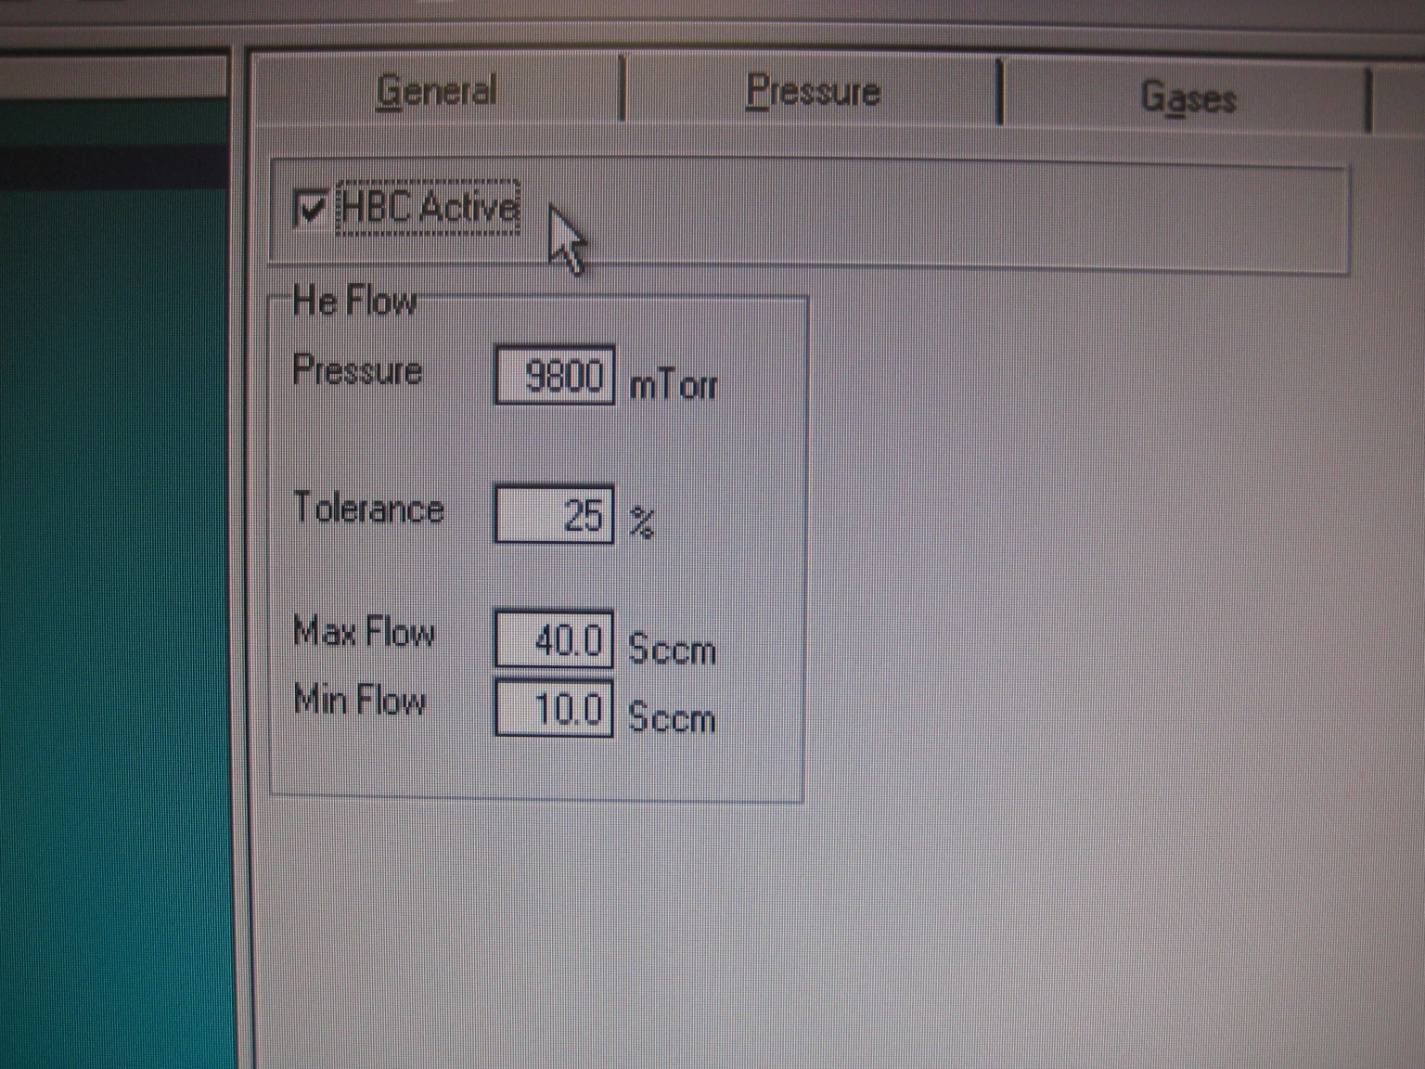 General Pressure Gases
HBC Active
He Flow
Pressure 9800 mTorr
Tolerance 25 %
Max Flow 40.0 Sccm
Min Flow 10.0 Sccm